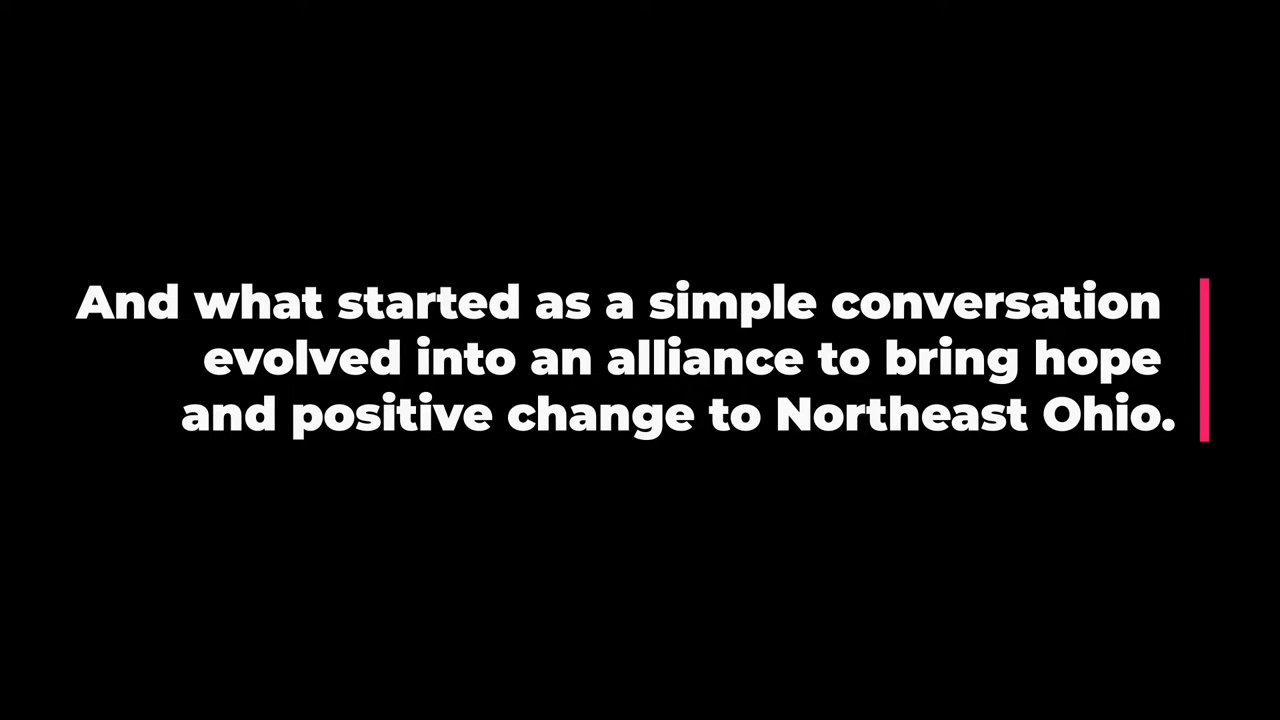 And what started as a simple conversation
evolved into an alliance to bring hope
and positive change to Northeast Ohio.